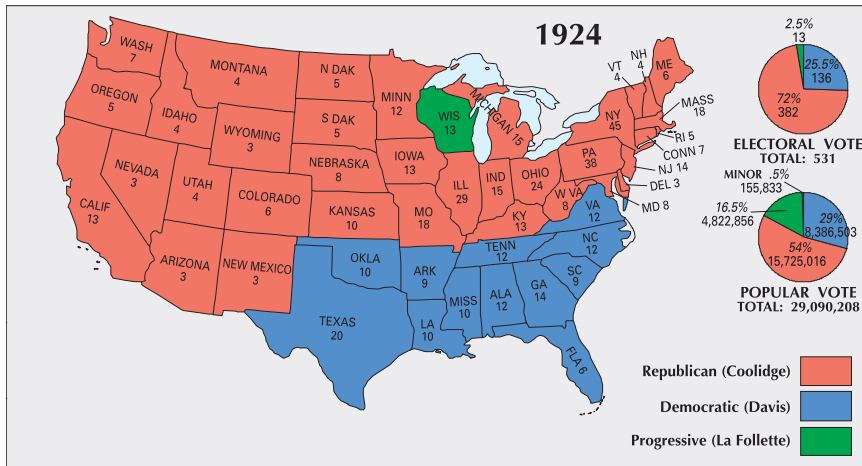 1924
WASH
7
OREGON
5
CALIF
13
NEVADA
3
IDAHO
4
MONTANA
4
WYOMING
3
UTAH
4
COLORADO
6
ARIZONA
3
NEW MEXICO
3
N DAK
5
S DAK
5
NEBRASKA
8
KANSAS
10
OKLA
10
TEXAS
20
MINN
12
IOWA
13
MO
18
ARK
9
LA
10
WIS
13
ILL
29
MICHIGAN 15
IND
15
OHIO
24
KY
13
TENN
12
MISS
10
ALA
12
GA
14
FLA 6
SC
9
NC
12
VA
12
W VA
8
PA
38
NY
45
VT
4
NH
4
ME
6
MASS
18
RI 5
CONN 7
NJ 14
DEL 3
MD 8
2.5%
13
25.5%
136
72%
382
ELECTORAL VOTE
TOTAL: 531
MINOR .5%
155,833
16.5%
4,822,856
29%
8,386,503
54%
15,725,016
POPULAR VOTE
TOTAL: 29,090,208
Republican (Coolidge)
Democratic (Davis)
Progressive (La Follette)